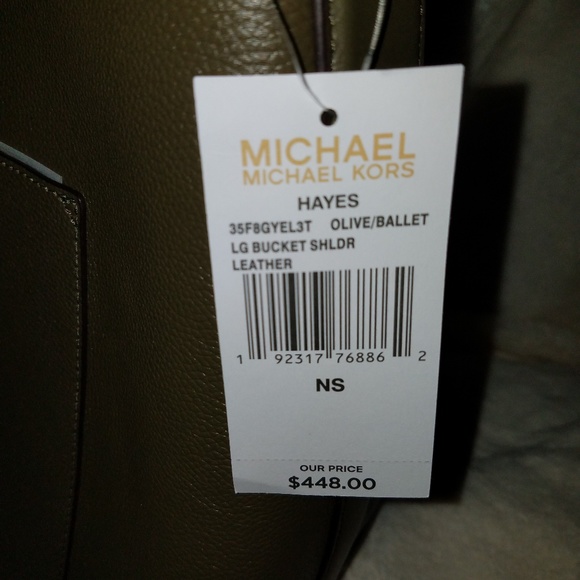 MICHAEL
MICHAEL KORS
HAYES
35F8GYEL3T OLIVE/BALLET
LG BUCKET SHLDR
LEATHER
1 92317 76886 2
NS
OUR PRICE
$448.00